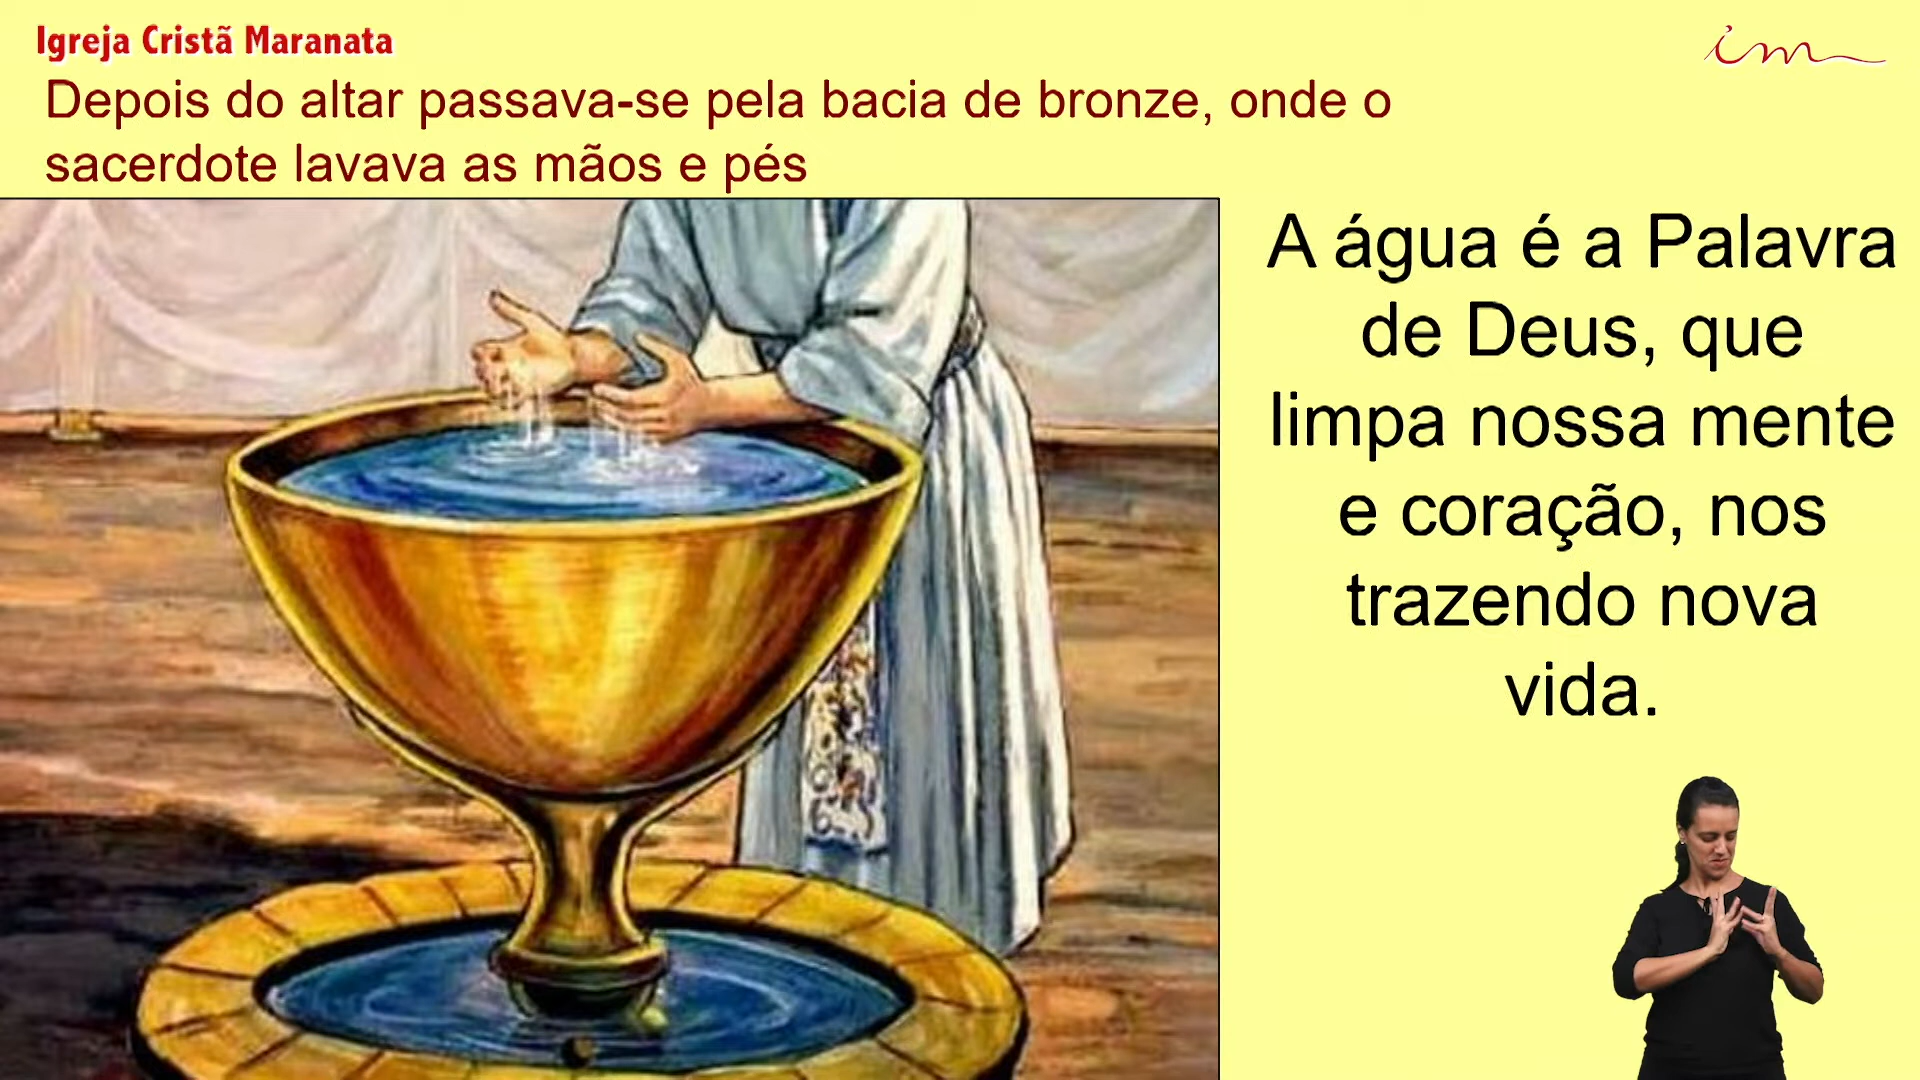 Igreja Cristã Maranata
im
Depois do altar passava-se pela bacia de bronze, onde o
sacerdote lavava as mãos e pés
A água é a Palavra
de Deus, que
limpa nossa mente
e coração, nos
trazendo nova
vida.